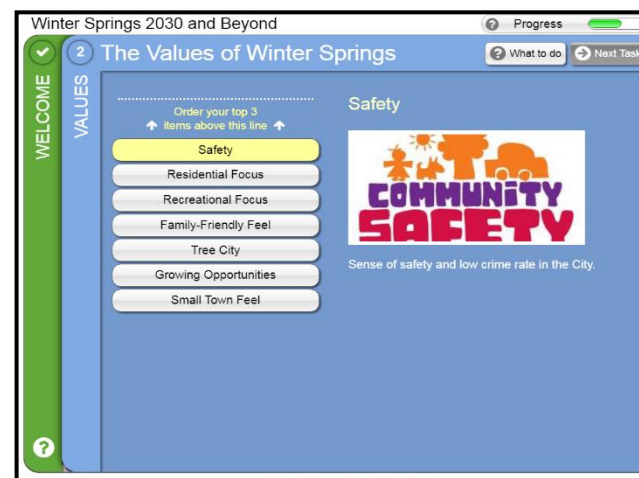 Winter Springs 2030 and Beyond
Progress
WELCOME
2
VALUES
The Values of Winter Springs
What to do
Next Task
Order your top 3
items above this line
Safety
Residential Focus
Recreational Focus
Family-Friendly Feel
Tree City
Growing Opportunities
Small Town Feel
Safety
COMMUNITY
SAFETY
Sense of safety and low crime rate in the City.